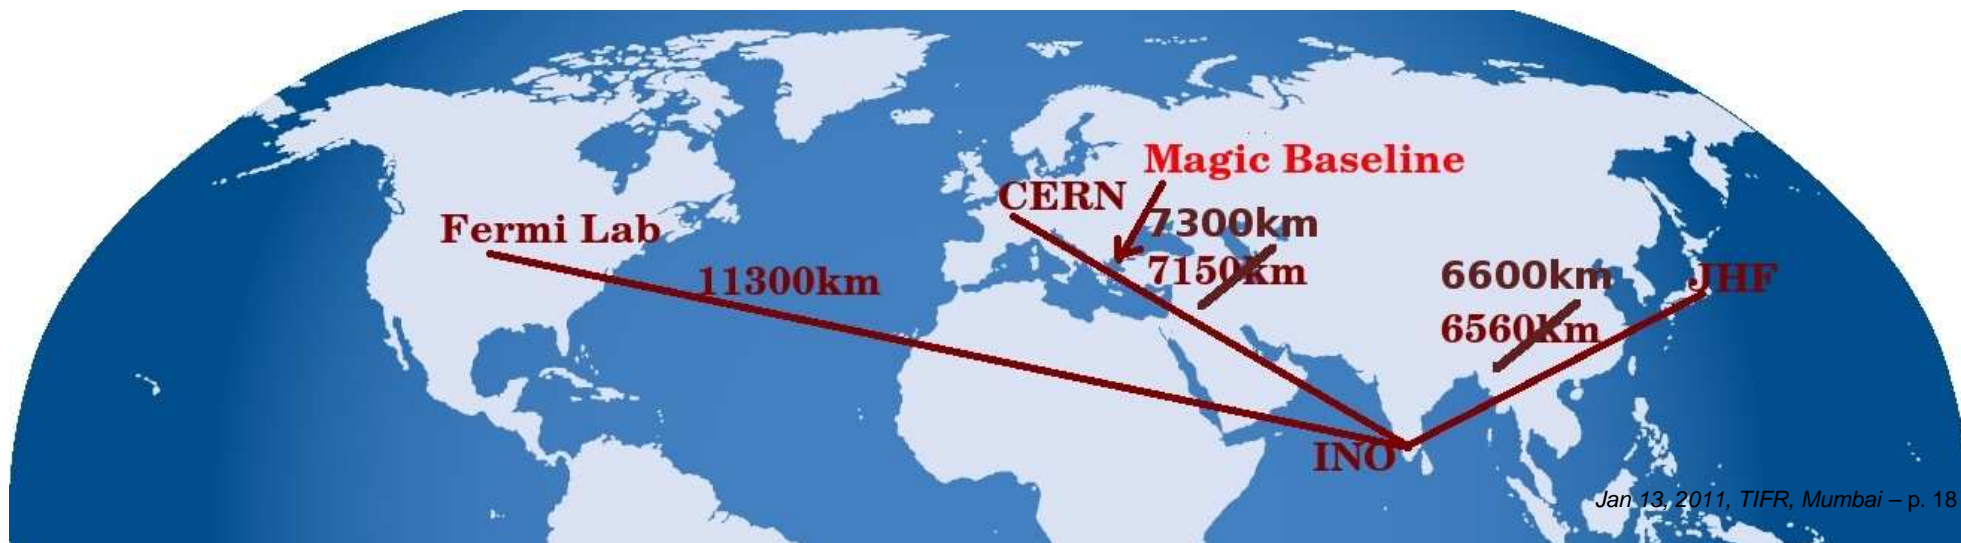 Magic Baseline
CERN
7300km
Fermi Lab
7150km
11300km
6600km
JHF
6560km
INO
Jan 13, 2011, TIFR, Mumbai – p. 18